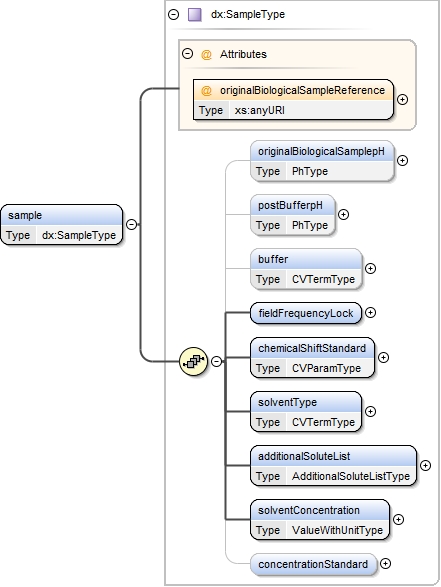 dx:SampleType
@ Attributes
@ originalBiologicalSampleReference
Type xs:anyURI
originalBiologicalSamplepH
Type PhType
sample
Type dx:SampleType
postBufferpH
Type PhType
buffer
Type CVTermType
fieldFrequencyLock
chemicalShiftStandard
Type CVParamType
solventType
Type CVTermType
additionalSoluteList
Type AdditionalSoluteListType
solventConcentration
Type ValueWithUnitType
concentrationStandard